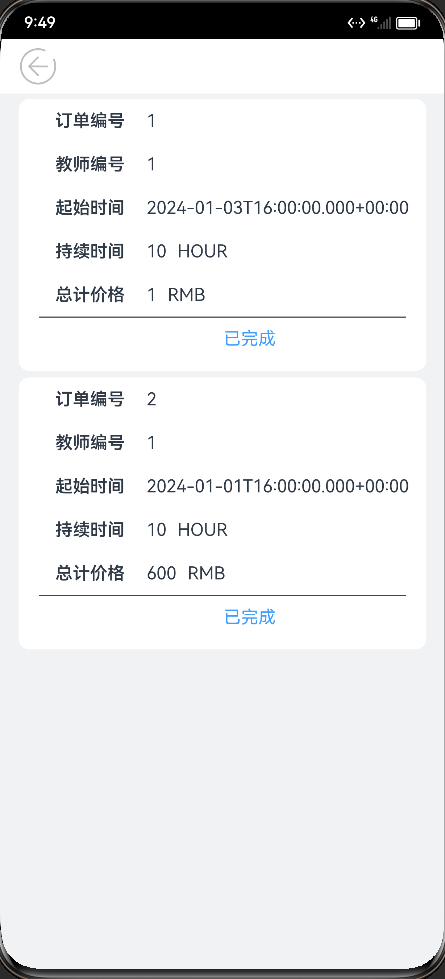 9:49
4G
订单编号 1
教师编号 1
起始时间 2024-01-03T16:00:00.000+00:00
持续时间 10 HOUR
总计价格 1 RMB
已完成
订单编号 2
教师编号 1
起始时间 2024-01-01T16:00:00.000+00:00
持续时间 10 HOUR
总计价格 600 RMB
已完成